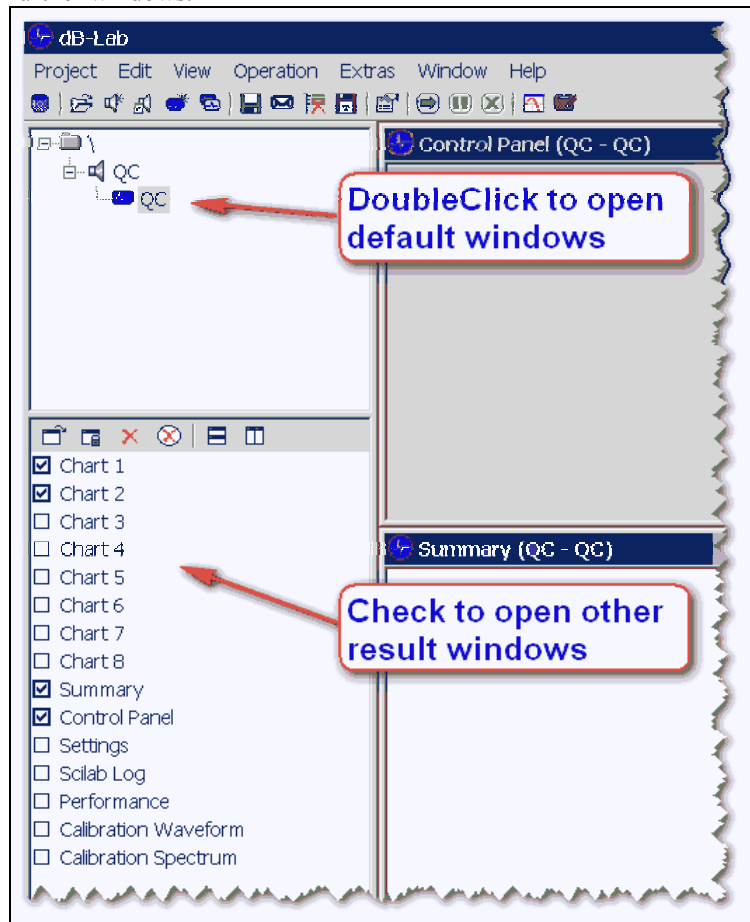 dB-Lab
Project Edit View Operation Extras Window Help
\
QC
QC
Control Panel (QC - QC)
DoubleClick to open
default windows
Chart 1
Chart 2
Chart 3
Chart 4
Chart 5
Chart 6
Chart 7
Chart 8
Summary
Control Panel
Settings
Scilab Log
Performance
Calibration Waveform
Calibration Spectrum
Summary (QC - QC)
Check to open other
result windows